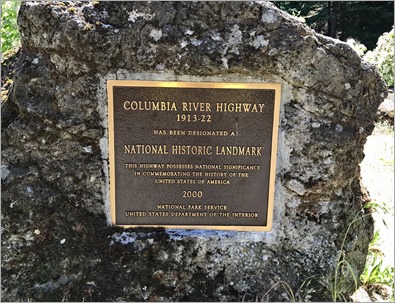 COLUMBIA RIVER HIGHWAY
1913-22
HAS BEEN DESIGNATED A
NATIONAL HISTORIC LANDMARK
THIS HIGHWAY POSSESSES NATIONAL SIGNIFICANCE
IN COMMEMORATING THE HISTORY OF THE
UNITED STATES OF AMERICA
2000
NATIONAL PARK SERVICE
UNITED STATES DEPARTMENT OF THE INTERIOR